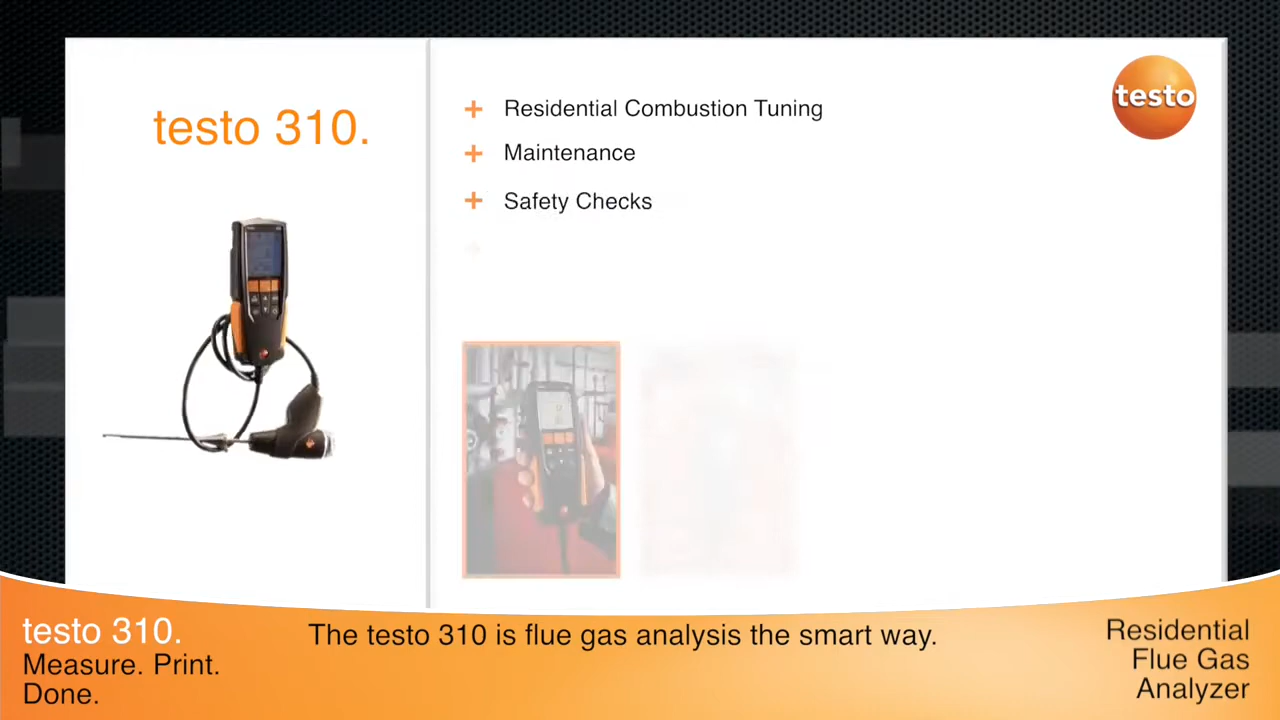 testo 310.
+ Residential Combustion Tuning
+ Maintenance
+ Safety Checks
testo
testo 310.
Measure. Print.
Done.
The testo 310 is flue gas analysis the smart way.
Residential
Flue Gas
Analyzer